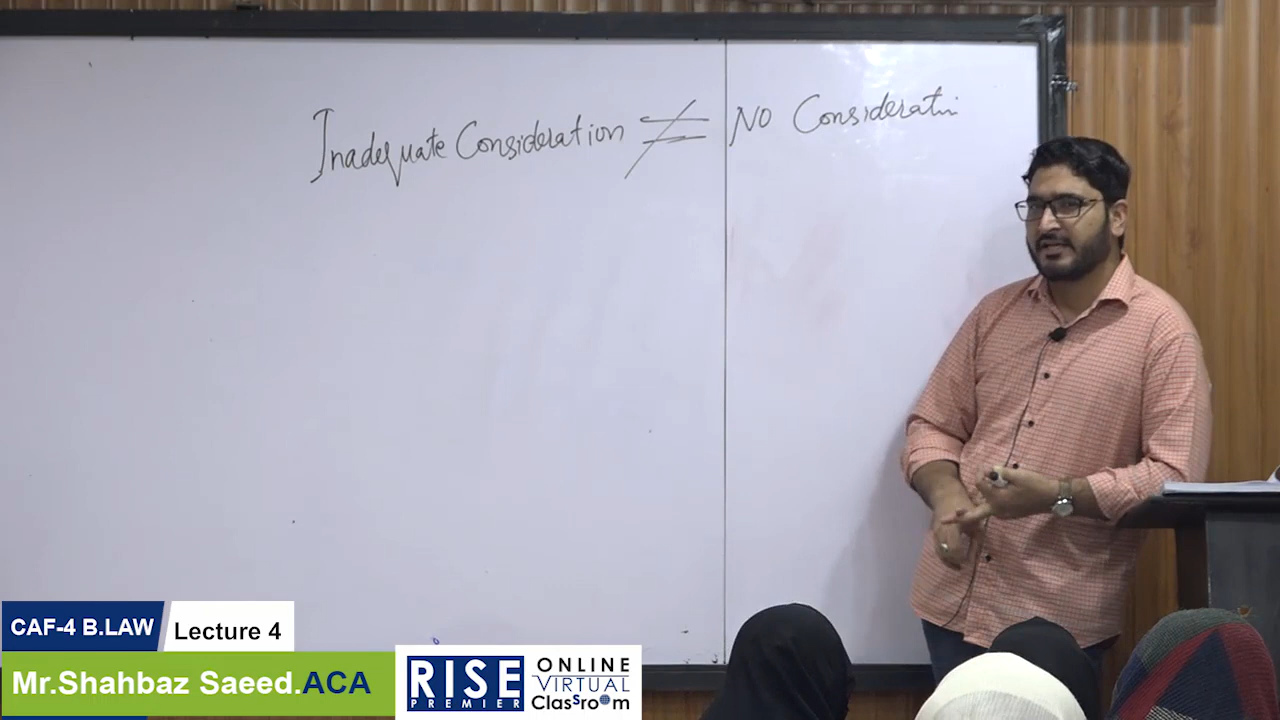 Inadequate Consideration ≠ NO Consideratin
CAF-4 B.LAW
Lecture 4
Mr.Shahbaz Saeed.ACA
RISE
PREMIER
ONLINE
VIRTUAL
Classroom